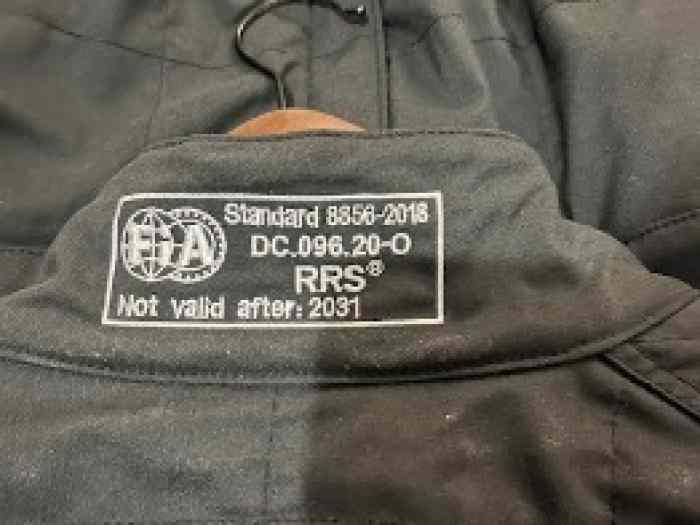 FIA
Standard 8856-2018
DC.096.20-O
RRS®
Not valid after: 2031